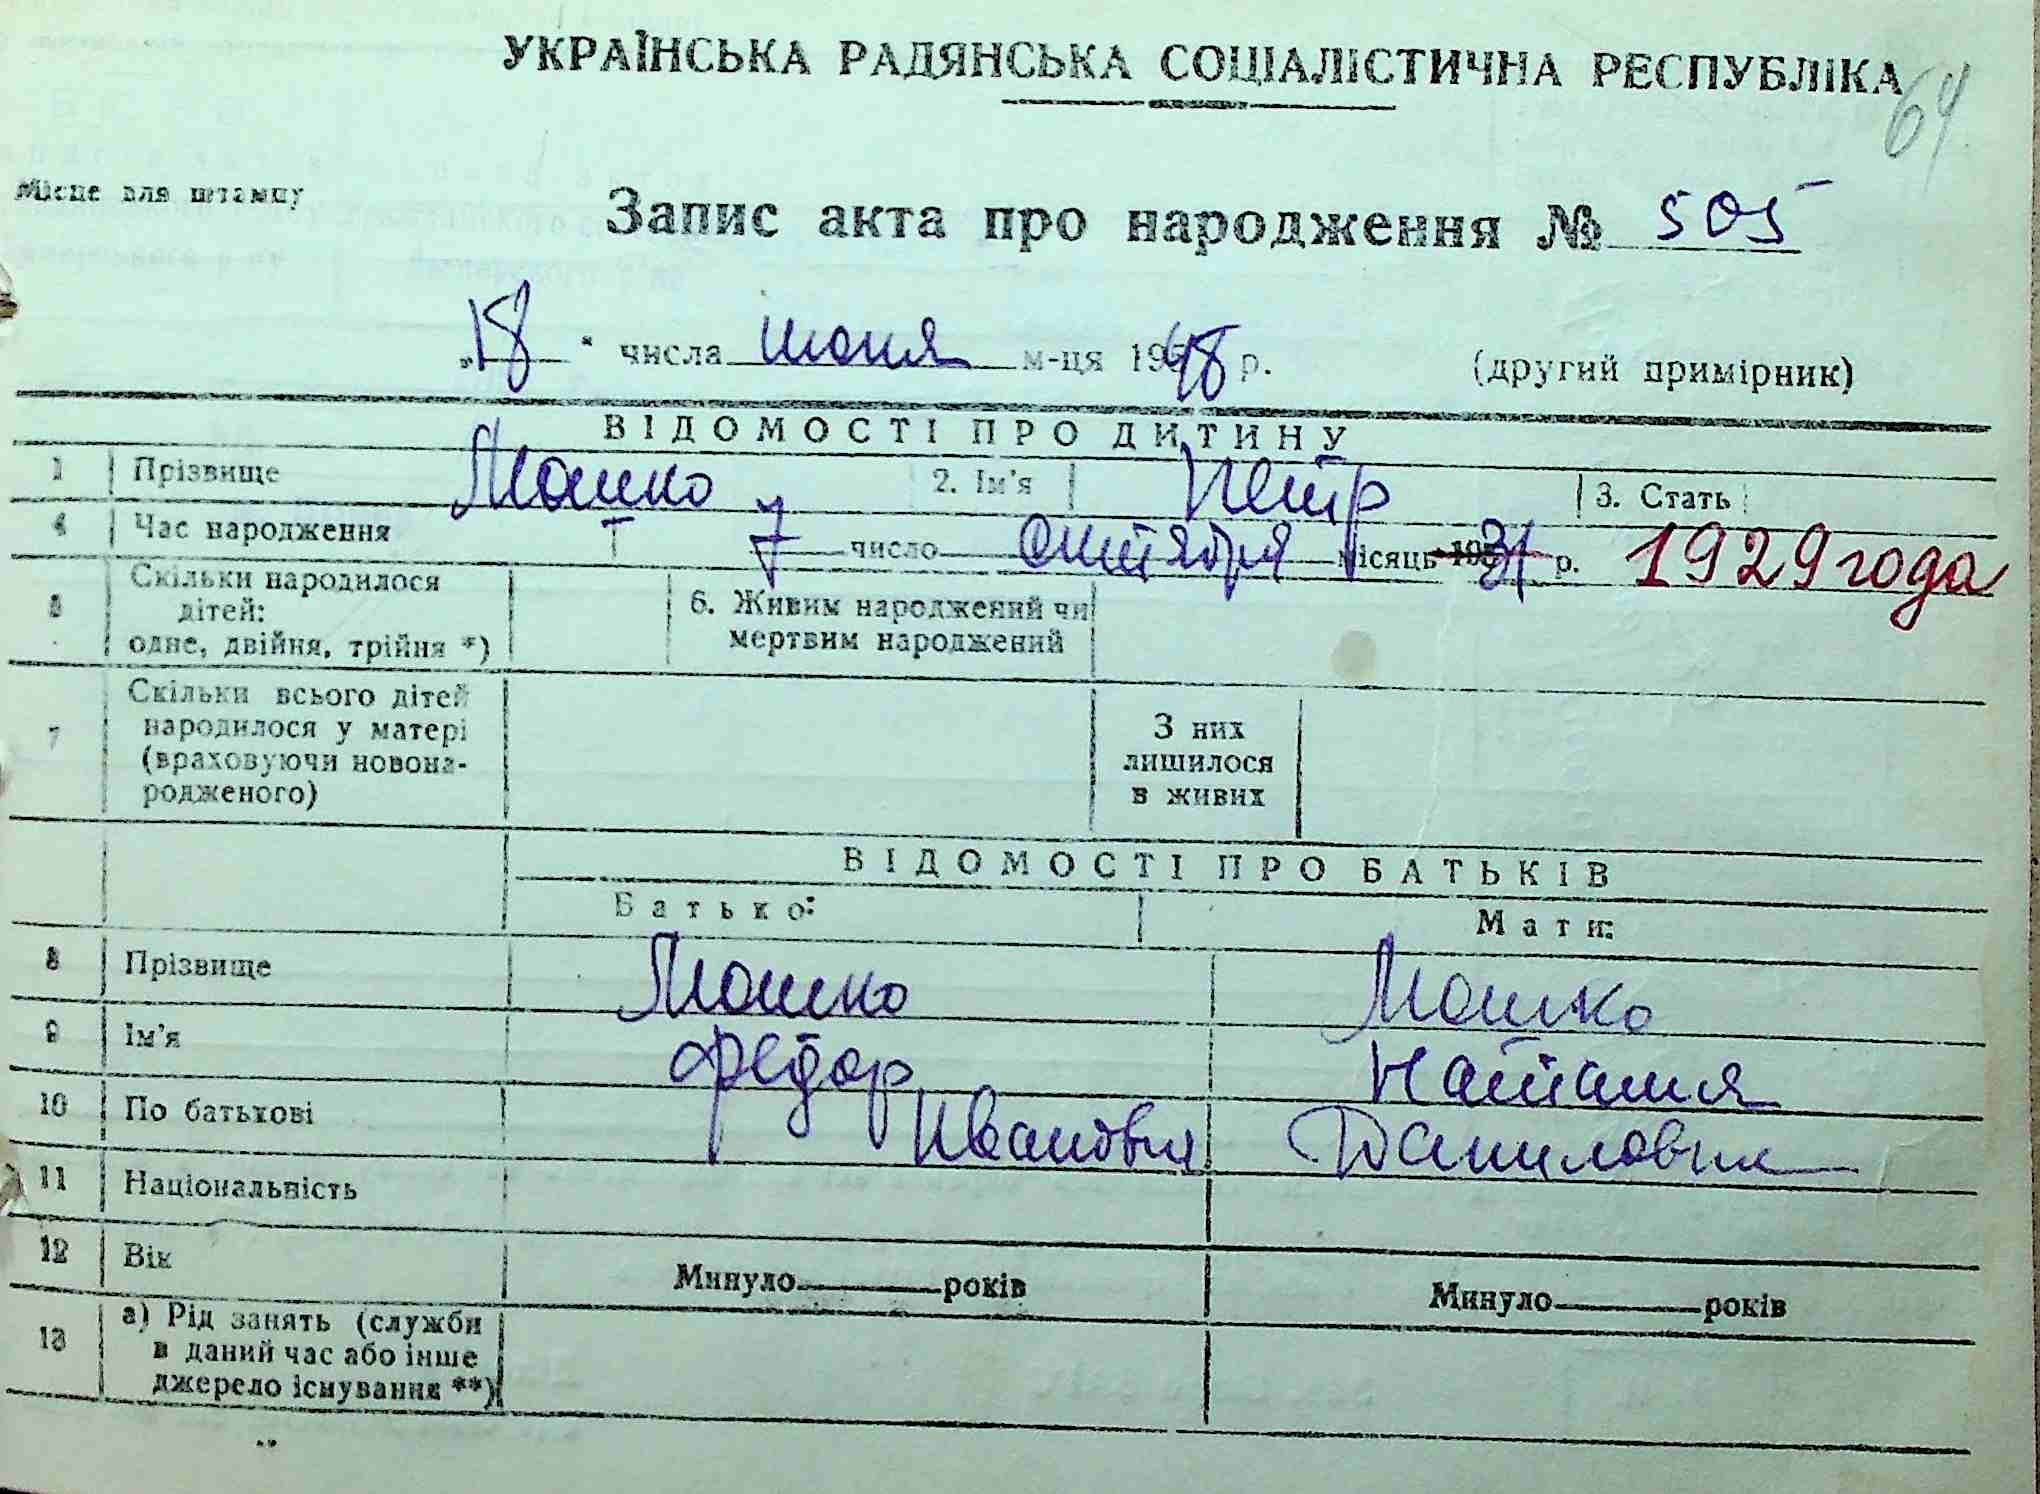 УКРАЇНСЬКА РАДЯНСЬКА СОЦІАЛІСТИЧНА РЕСПУБЛІКА
64
Місце для штампу
Запис акта про народження № 505
„18" числа июня м-ця 1948 р. (другий примірник)
ВІДОМОСТІ ПРО ДИТИНУ
1 Прізвище Мошко 2. Ім'я Петр 3. Стать
4 Час народження 7 число октября місяць 31 р. 1929 года
5 Скільки народилося дітей: одне, двійня, трійня *) 6. Живим народжений чи мертвим народжений
7 Скільки всього дітей народилося у матері (враховуючи новонародженого) З них лишилося в живих
ВІДОМОСТІ ПРО БАТЬКІВ
Батько: Мати:
8 Прізвище Мошко Мошко
9 Ім'я Федор Наталия
10 По батькові Иванович Даниловна
11 Національність
12 Вік Минуло років Минуло років
13 а) Рід занять (служби в даний час або інше джерело існування **)